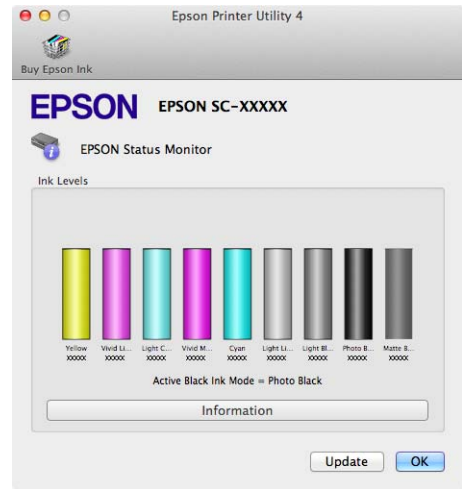 Epson Printer Utility 4
Buy Epson Ink
EPSON EPSON SC-XXXXX
EPSON Status Monitor
Ink Levels
Yellow Vivid Li... Light C... Vivid M... Cyan Light Li... Light Bl... Photo B... Matte B...
XXXXX XXXXX XXXXX XXXXX XXXXX XXXXX XXXXX XXXXX XXXXX
Active Black Ink Mode = Photo Black
Information
Update OK